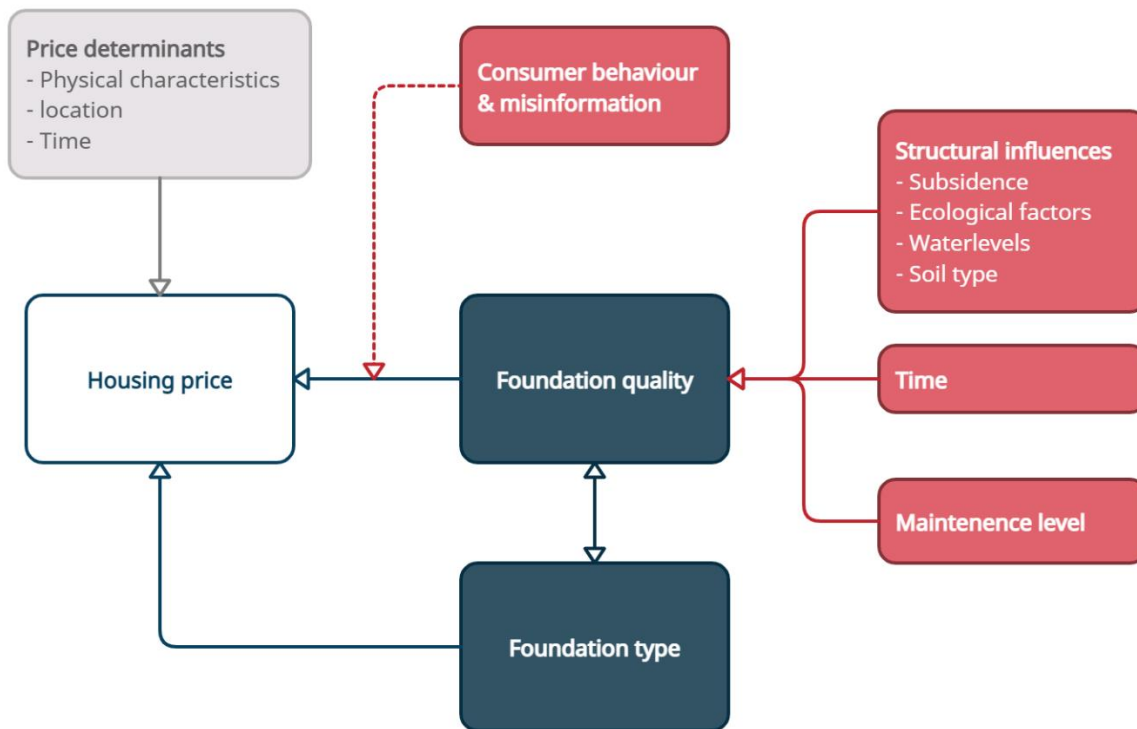 Price determinants
- Physical characteristics
- location
- Time
Consumer behaviour
& misinformation
Structural influences
- Subsidence
- Ecological factors
- Waterlevels
- Soil type
Housing price
Foundation quality
Time
Maintenence level
Foundation type